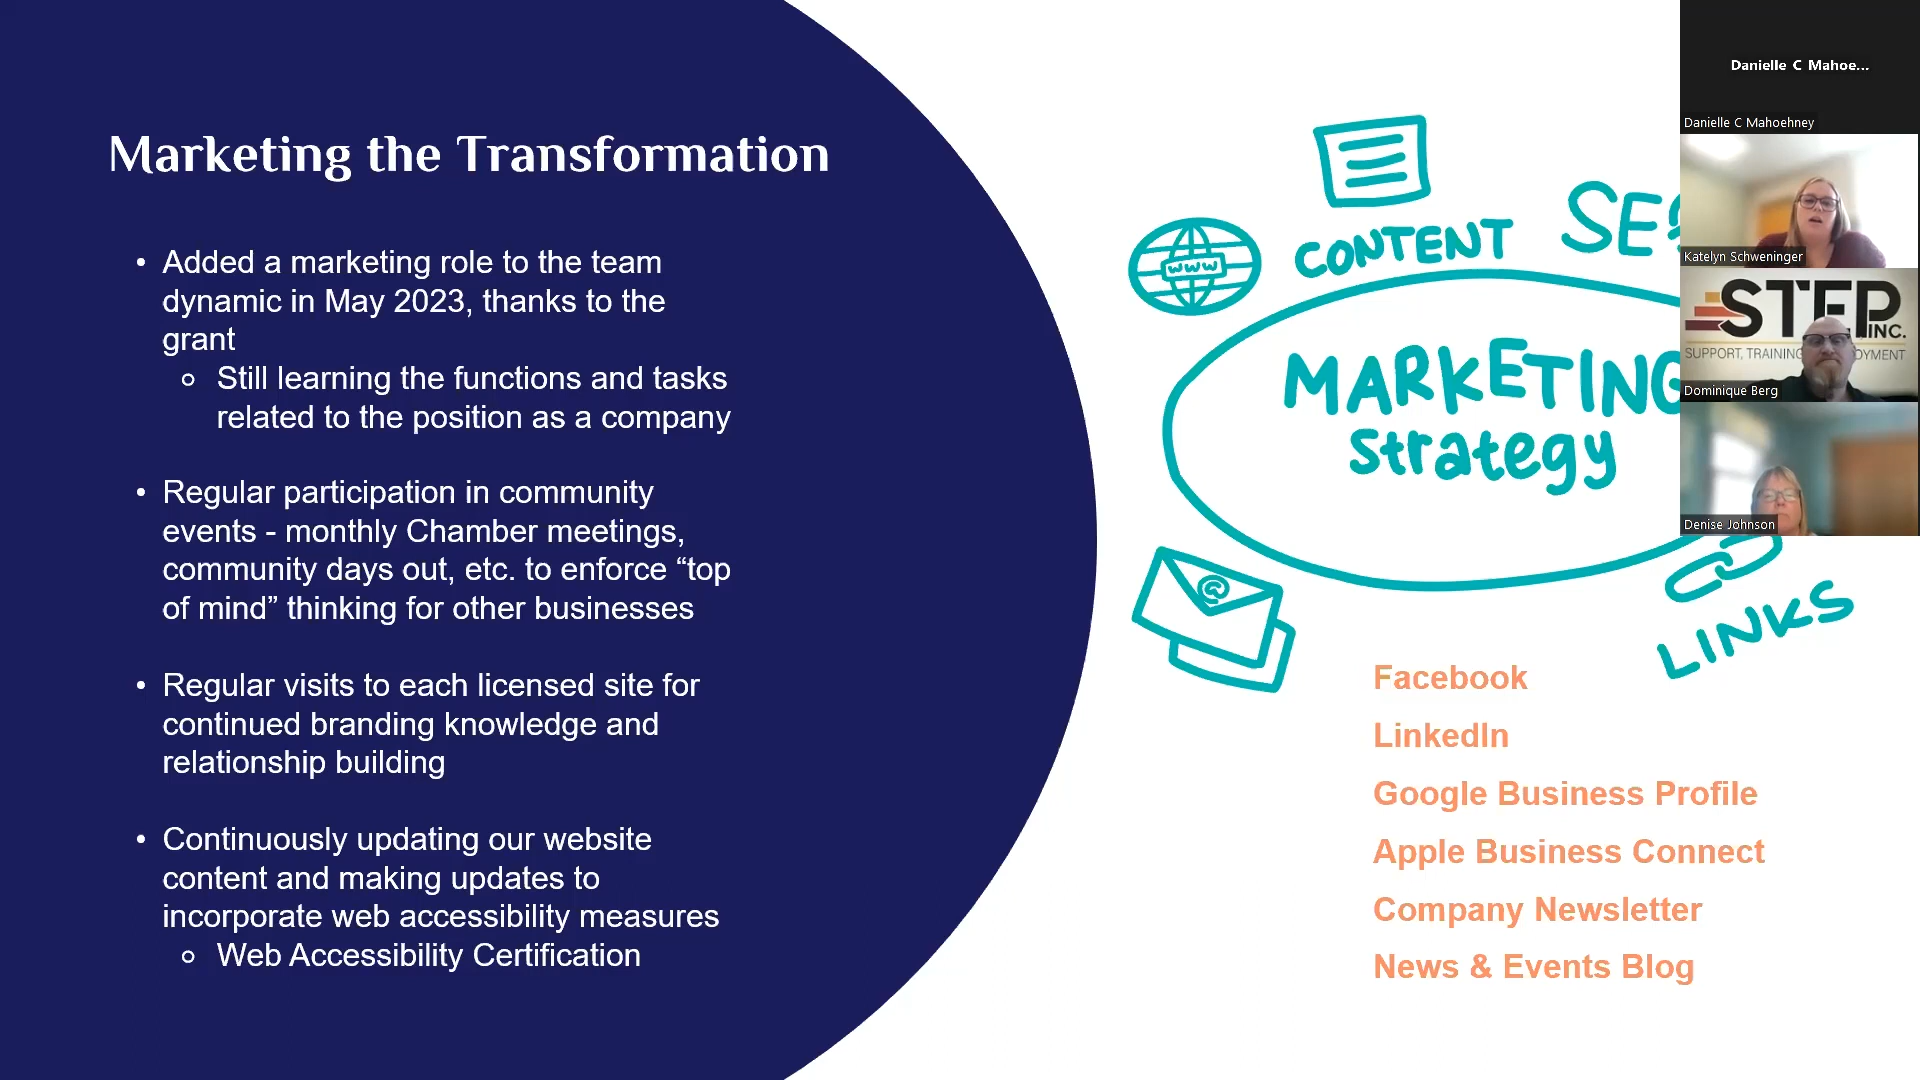 Marketing the Transformation
• Added a marketing role to the team
dynamic in May 2023, thanks to the
grant
○ Still learning the functions and tasks
related to the position as a company
• Regular participation in community
events - monthly Chamber meetings,
community days out, etc. to enforce “top
of mind” thinking for other businesses
• Regular visits to each licensed site for
continued branding knowledge and
relationship building
• Continuously updating our website
content and making updates to
incorporate web accessibility measures
○ Web Accessibility Certification
CONTENT
WWW
MARKETING
Strategy
@
LINKS
Facebook
LinkedIn
Google Business Profile
Apple Business Connect
Company Newsletter
News & Events Blog
Danielle C Mahoe...
Danielle C Mahoehney
Katelyn Schweninger
STEP
INC.
SUPPORT, TRAINING
Dominique Berg
Denise Johnson